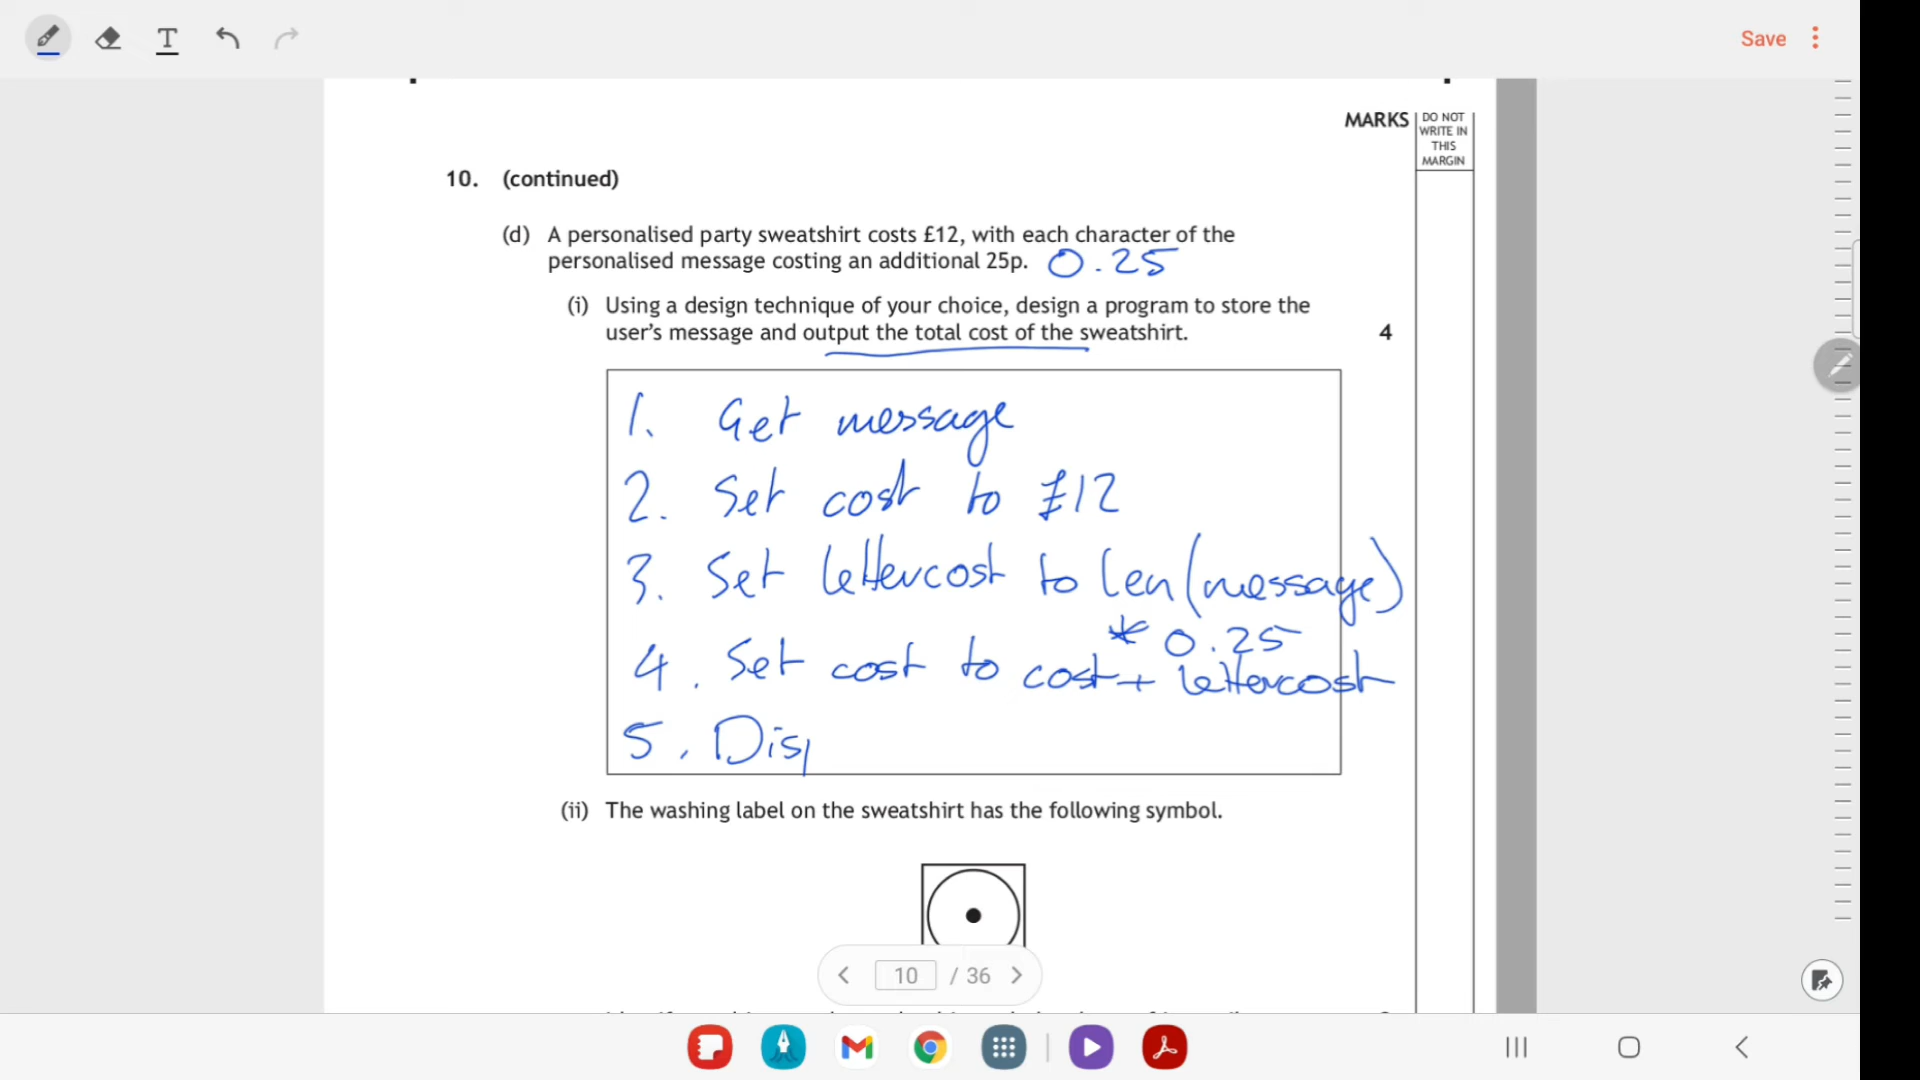 T
Save
MARKS
DO NOT
WRITE IN
THIS
MARGIN
10. (continued)
(d) A personalised party sweatshirt costs £12, with each character of the
personalised message costing an additional 25p. 0.25
(i) Using a design technique of your choice, design a program to store the
user's message and output the total cost of the sweatshirt. 4
1. Get message
2. Set cost to £12
3. Set lettercost to len(message)
* 0.25
4. Set cost to cost + lettercost
5. Disp
(ii) The washing label on the sweatshirt has the following symbol.
10 / 36